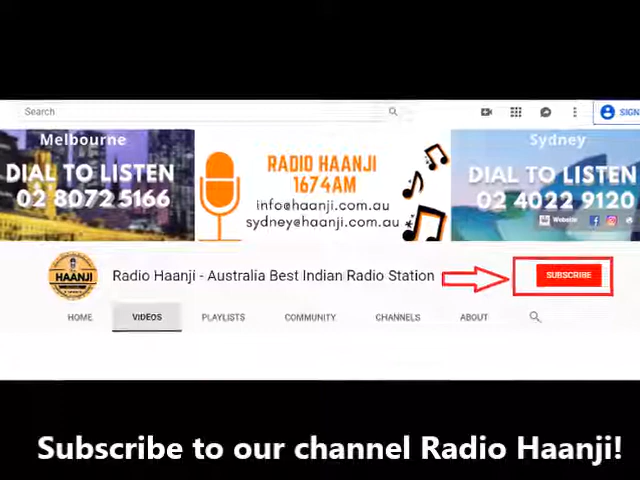 Search
SIGN
Melbourne
DIAL TO LISTEN
02 8072 5166
RADIO HAANJI
1674AM
info@haanji.com.au
sydney@haanji.com.au
Sydney
DIAL TO LISTEN
02 4022 9120
Website
HAANJI
Radio Haanji - Australia Best Indian Radio Station
SUBSCRIBE
HOME
VIDEOS
PLAYLISTS
COMMUNITY
CHANNELS
ABOUT
Subscribe to our channel Radio Haanji!